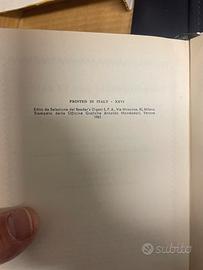 PRINTED IN ITALY - XXVI
Edito da Selezione dal Reader's Digest S.P.A., Via Milano
Stampato dalle Officine Grafiche Arnoldo Mondadori, Verona
subito